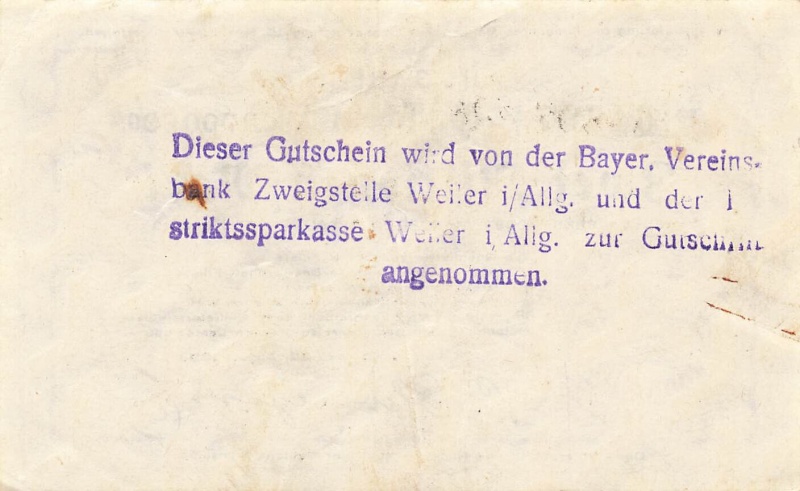 Dieser Gutschein wird von der Bayer. Vereins-
bank Zweigstelle Weiler i/Allg. und der
striktssparkasse Weiler i, Allg. zur
angenommen.